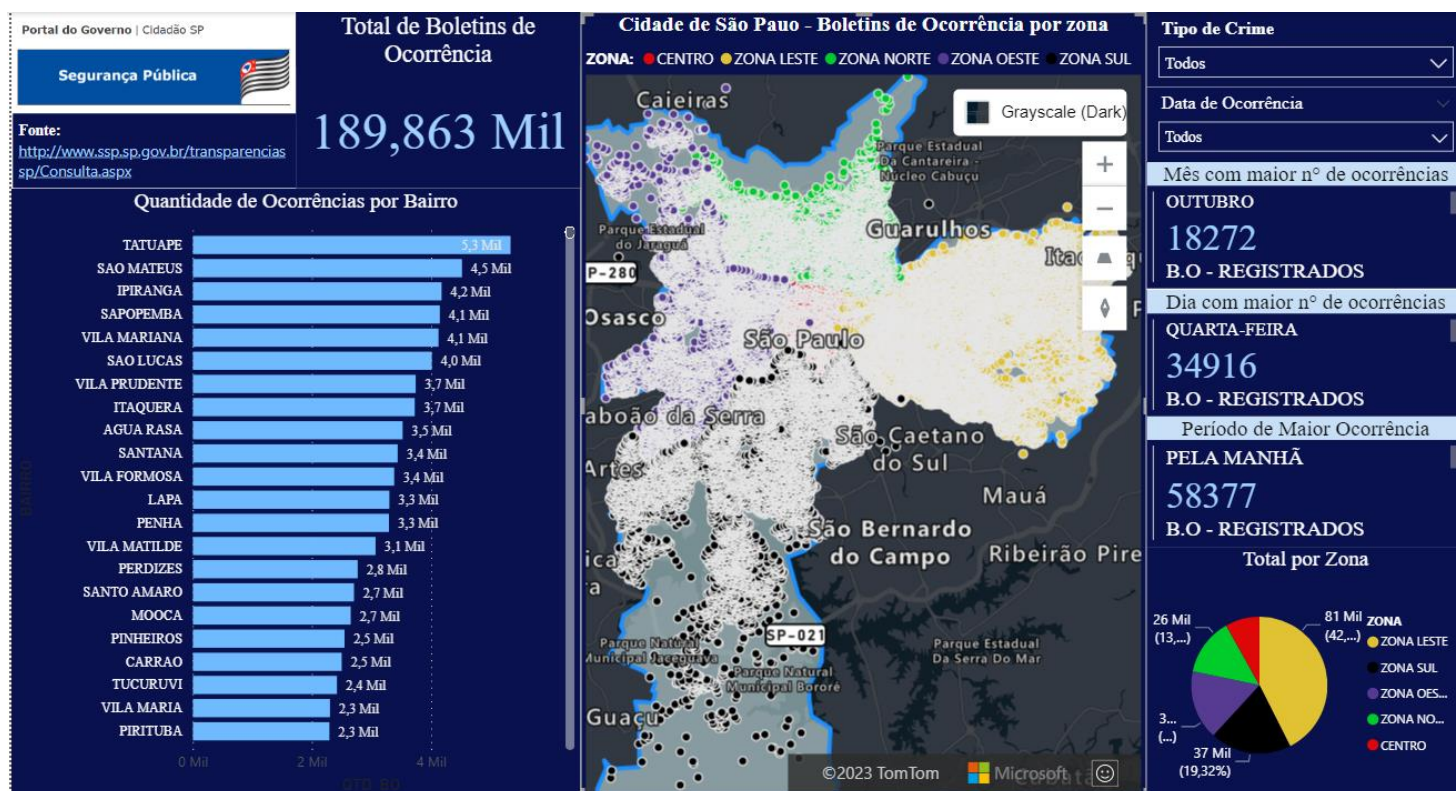 Portal do Governo | Cidadão SP
Segurança Pública
Fonte:
http://www.ssp.sp.gov.br/transparencias
sp/Consulta.aspx
Total de Boletins de
Ocorrência
189,863 Mil
Quantidade de Ocorrências por Bairro
BAIRRO
TATUAPE 5,3 Mil
SAO MATEUS 4,5 Mil
IPIRANGA 4,2 Mil
SAPOPEMBA 4,1 Mil
VILA MARIANA 4,1 Mil
SAO LUCAS 4,0 Mil
VILA PRUDENTE 3,7 Mil
ITAQUERA 3,7 Mil
AGUA RASA 3,5 Mil
SANTANA 3,4 Mil
VILA FORMOSA 3,4 Mil
LAPA 3,3 Mil
PENHA 3,3 Mil
VILA MATILDE 3,1 Mil
PERDIZES 2,8 Mil
SANTO AMARO 2,7 Mil
MOOCA 2,7 Mil
PINHEIROS 2,5 Mil
CARRAO 2,5 Mil
TUCURUVI 2,4 Mil
VILA MARIA 2,3 Mil
PIRITUBA 2,3 Mil
0 Mil 2 Mil 4 Mil
QTD_BO
Cidade de São Pauo - Boletins de Ocorrência por zona
ZONA: CENTRO ZONA LESTE ZONA NORTE ZONA OESTE ZONA SUL
Caieiras
Grayscale (Dark)
Parque Estadual
Da Cantareira -
Núcleo Cabuçu
Parque Estadual
do Jaraguá
Guarulhos
Itaq
P-280
Osasco
São Paulo
aboão da Serra
São Caetano
do Sul
Artes
Mauá
São Bernardo
do Campo
Ribeirão Pire
SP-021
Parque Natural
Municipal Jaceguava
Parque Natural
Municipal Bororé
Parque Estadual
Da Serra Do Mar
Guaçu
©2023 TomTom
Microsoft
Tipo de Crime
Todos
Data de Ocorrência
Todos
Mês com maior n° de ocorrências
OUTUBRO
18272
B.O - REGISTRADOS
Dia com maior n° de ocorrências
QUARTA-FEIRA
34916
B.O - REGISTRADOS
Período de Maior Ocorrência
PELA MANHÃ
58377
B.O - REGISTRADOS
Total por Zona
81 Mil
(42,...)
37 Mil
(19,32%)
3...
(...)
26 Mil
(13,...)
ZONA
ZONA LESTE
ZONA SUL
ZONA OES...
ZONA NO...
CENTRO